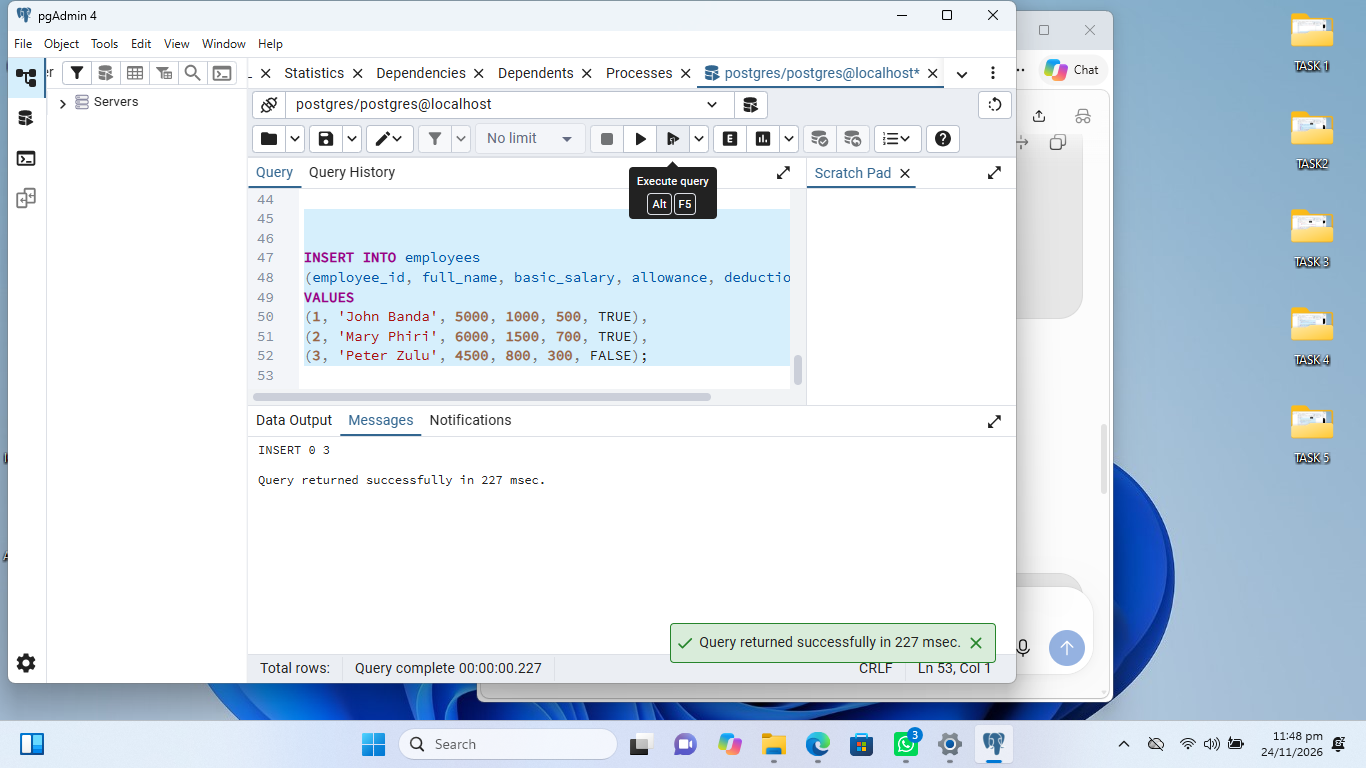 pgAdmin 4
File Object Tools Edit View Window Help
Statistics Dependencies Dependents Processes postgres/postgres@localhost*
Servers
postgres/postgres@localhost
No limit
E
Query Query History
Scratch Pad
Execute query
Alt F5
44
45
46
47 INSERT INTO employees
48 (employee_id, full_name, basic_salary, allowance, deductio
49 VALUES
50 (1, 'John Banda', 5000, 1000, 500, TRUE),
51 (2, 'Mary Phiri', 6000, 1500, 700, TRUE),
52 (3, 'Peter Zulu', 4500, 800, 300, FALSE);
53
Data Output Messages Notifications
INSERT 0 3
Query returned successfully in 227 msec.
Query returned successfully in 227 msec.
Total rows: Query complete 00:00:00.227 CRLF Ln 53, Col 1
Chat
TASK 1
TASK2
TASK 3
TASK 4
TASK 5
Search
3
11:48 pm
24/11/2026